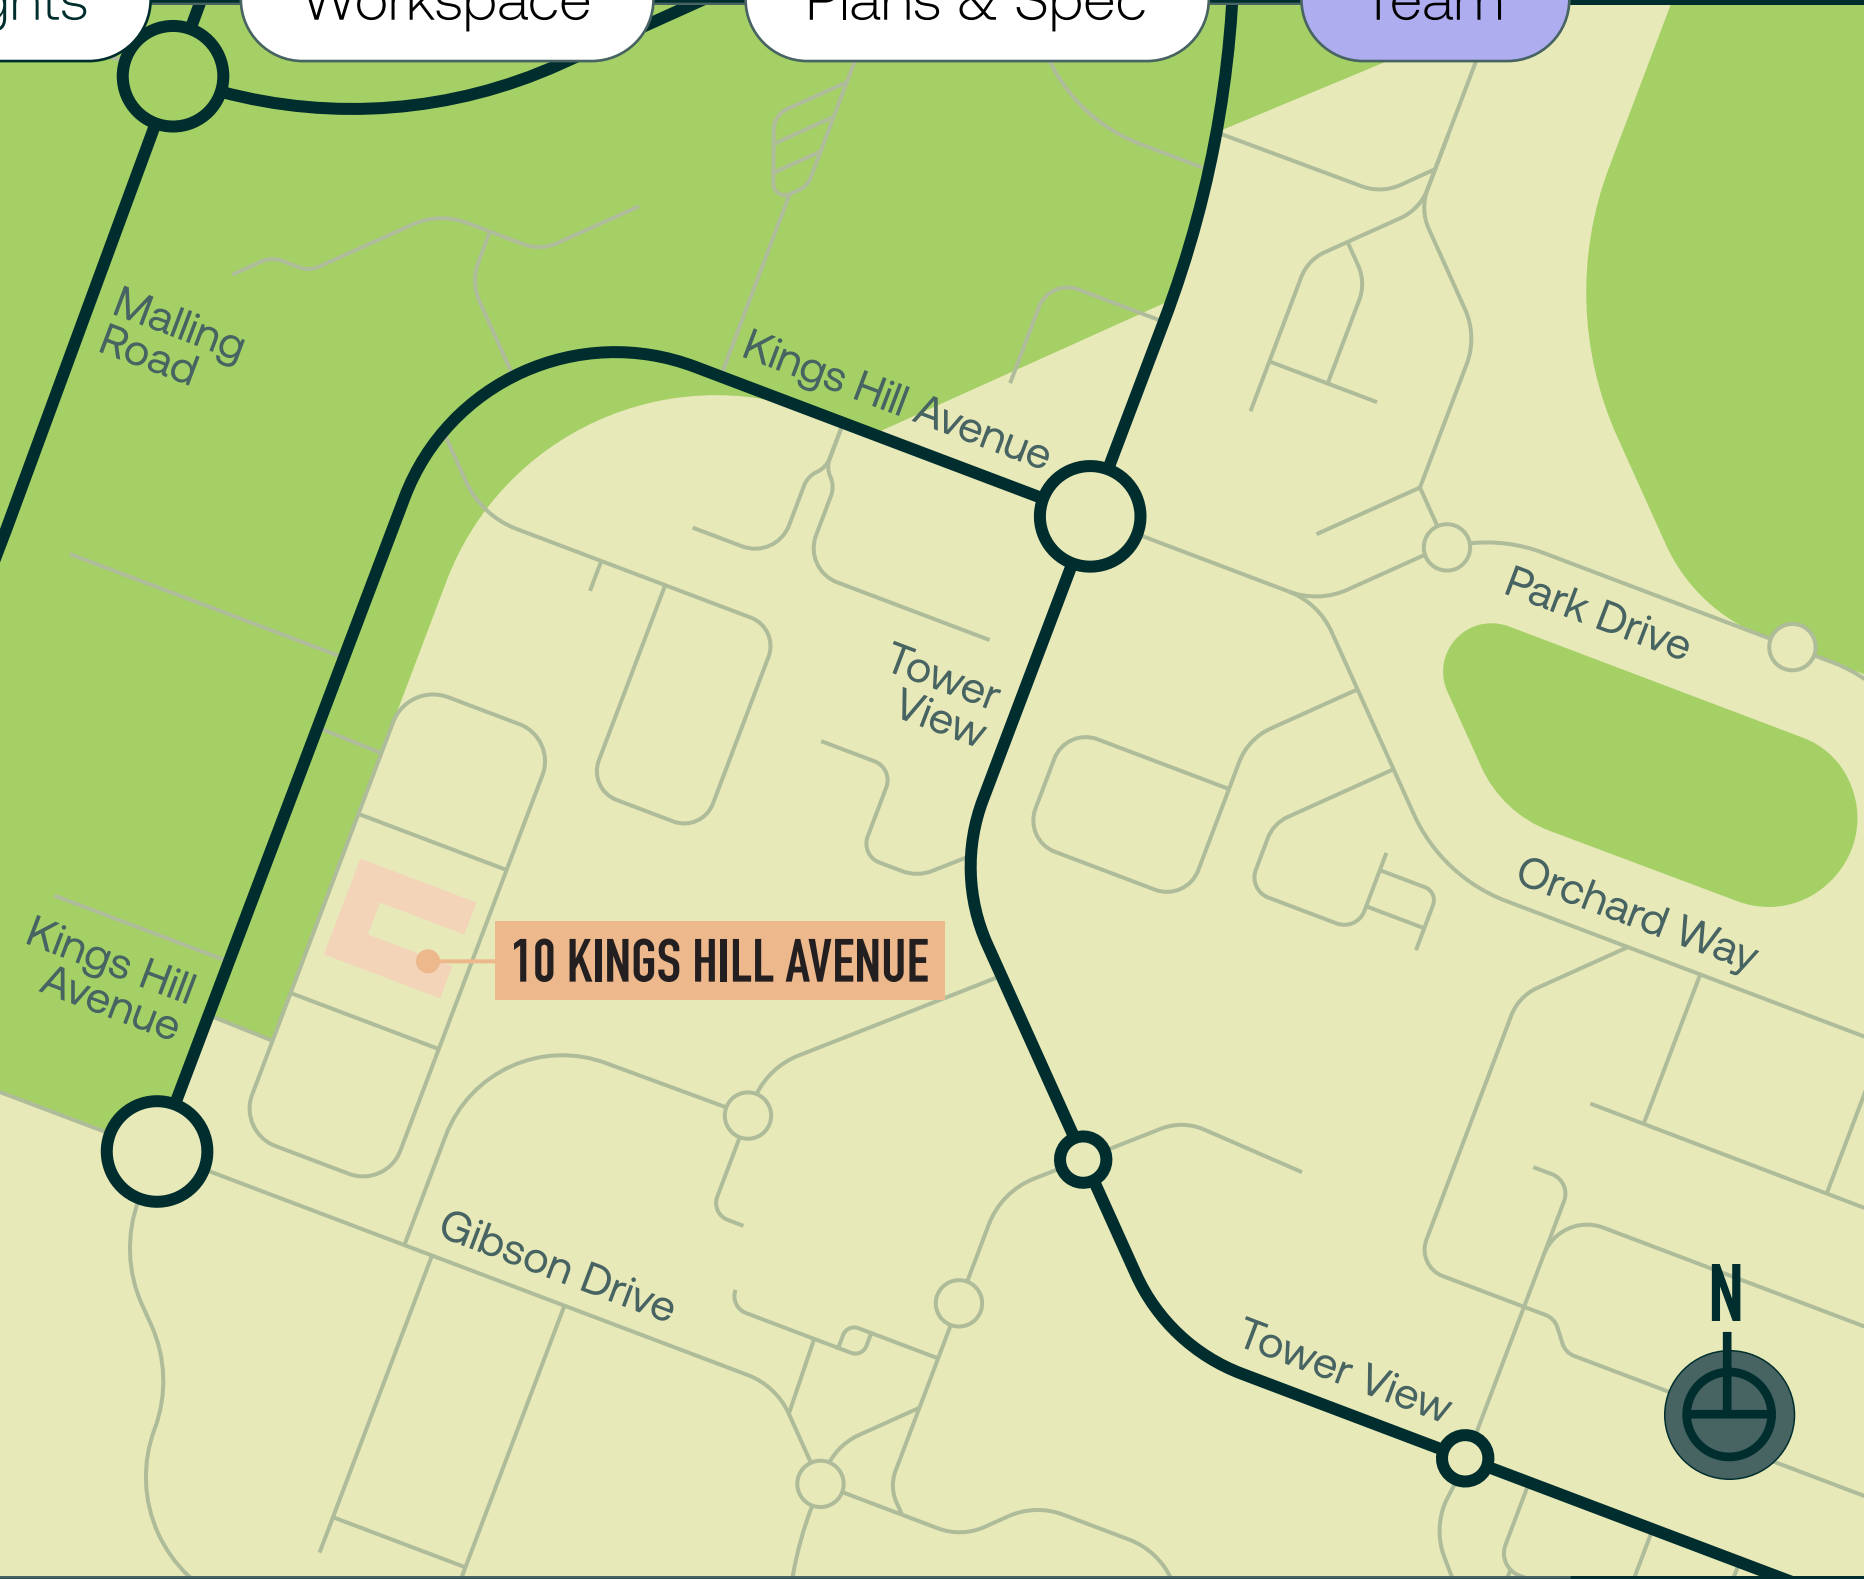 Workspace
Plans & Spec
Team
Malling
Road
Kings Hill Avenue
Park Drive
Tower
View
Orchard Way
Kings Hill
Avenue
10 KINGS HILL AVENUE
Gibson Drive
N
Tower View